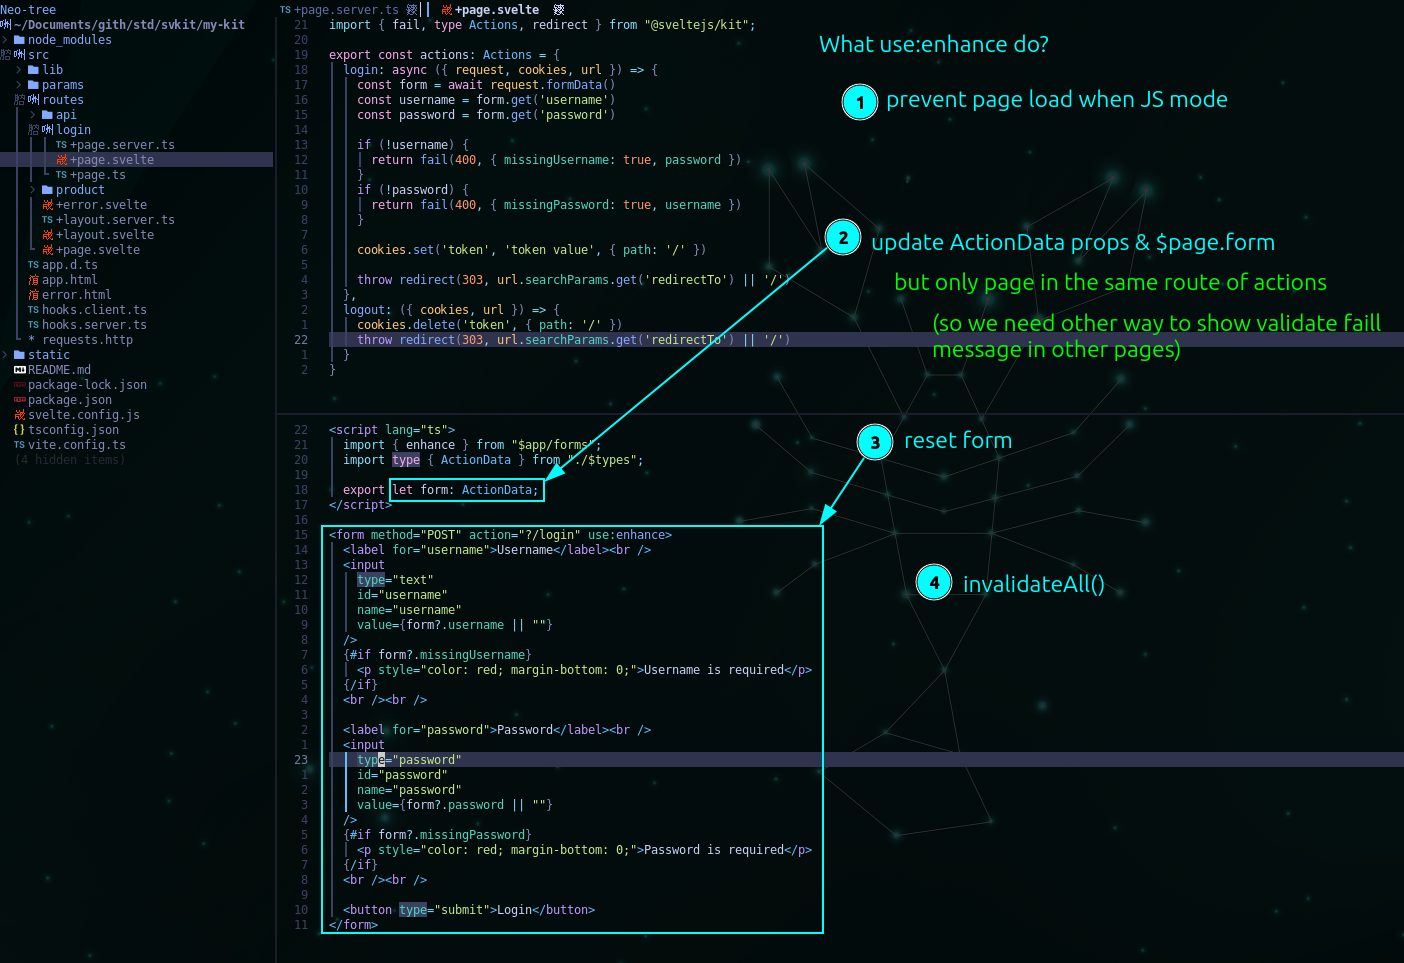 Neo-tree
~/Documents/gith/std/svkit/my-kit
node_modules
src
lib
params
routes
api
login
TS +page.server.ts
+page.svelte
TS +page.ts
product
+error.svelte
TS +layout.server.ts
+layout.svelte
+page.svelte
TS app.d.ts
app.html
error.html
TS hooks.client.ts
TS hooks.server.ts
* requests.http
static
README.md
package-lock.json
package.json
svelte.config.js
{} tsconfig.json
TS vite.config.ts
(4 hidden items)
TS +page.server.ts +page.svelte
21 import { fail, type Actions, redirect } from "@sveltejs/kit";
20
19 export const actions: Actions = {
18 login: async ({ request, cookies, url }) => {
17 const form = await request.formData()
16 const username = form.get('username')
15 const password = form.get('password')
14
13 if (!username) {
12 return fail(400, { missingUsername: true, password })
11 }
10 if (!password) {
9 return fail(400, { missingPassword: true, username })
8 }
7
6 cookies.set('token', 'token value', { path: '/' })
5
4 throw redirect(303, url.searchParams.get('redirectTo') || '/')
3 },
2 logout: ({ cookies, url }) => {
1 cookies.delete('token', { path: '/' })
22 throw redirect(303, url.searchParams.get('redirectTo') || '/')
1 }
2 }
22 <script lang="ts">
21 import { enhance } from "$app/forms";
20 import type { ActionData } from "./$types";
19
18 export let form: ActionData;
17 </script>
16
15 <form method="POST" action="?/login" use:enhance>
14 <label for="username">Username</label><br />
13 <input
12 type="text"
11 id="username"
10 name="username"
9 value={form?.username || ""}
8 />
7 {#if form?.missingUsername}
6 <p style="color: red; margin-bottom: 0;">Username is required</p>
5 {/if}
4 <br /><br />
3
2 <label for="password">Password</label><br />
1 <input
23 type="password"
1 id="password"
2 name="password"
3 value={form?.password || ""}
4 />
5 {#if form?.missingPassword}
6 <p style="color: red; margin-bottom: 0;">Password is required</p>
7 {/if}
8 <br /><br />
9
10 <button type="submit">Login</button>
11 </form>
What use:enhance do?
1 prevent page load when JS mode
2 update ActionData props & $page.form
but only page in the same route of actions
(so we need other way to show validate faill
message in other pages)
3 reset form
4 invalidateAll()